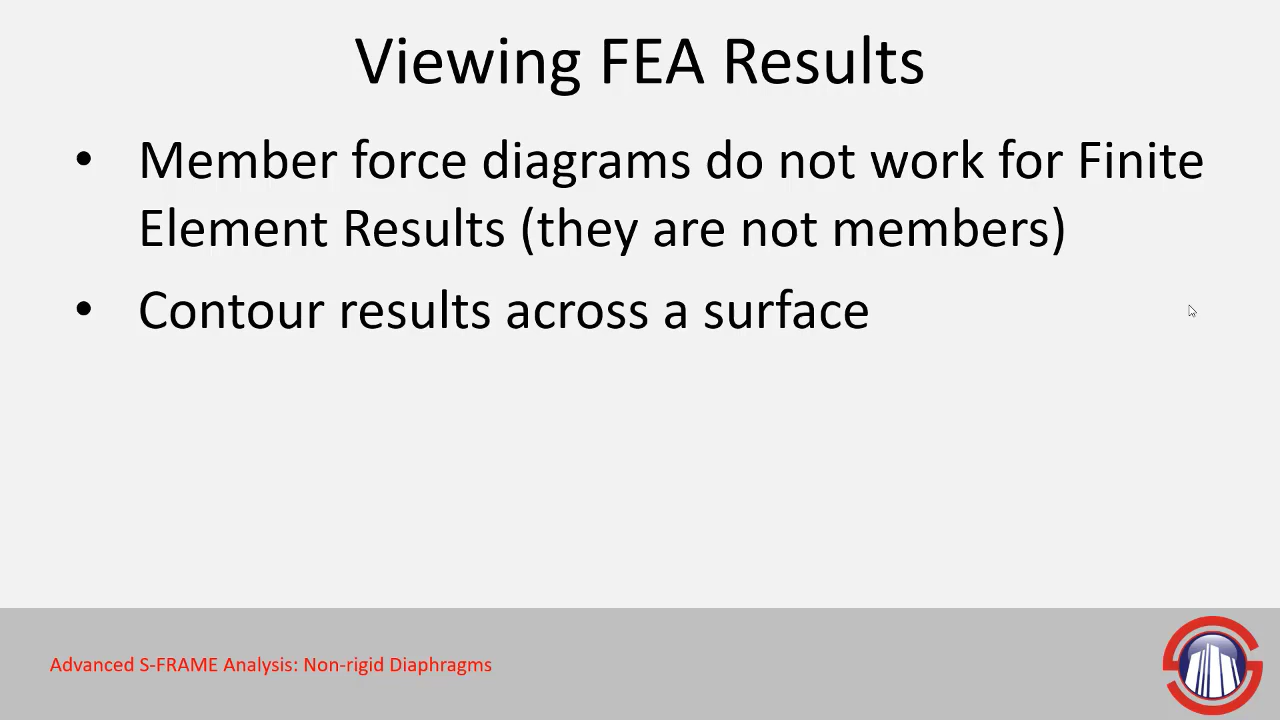 Viewing FEA Results
• Member force diagrams do not work for Finite
Element Results (they are not members)
• Contour results across a surface
Advanced S-FRAME Analysis: Non-rigid Diaphragms